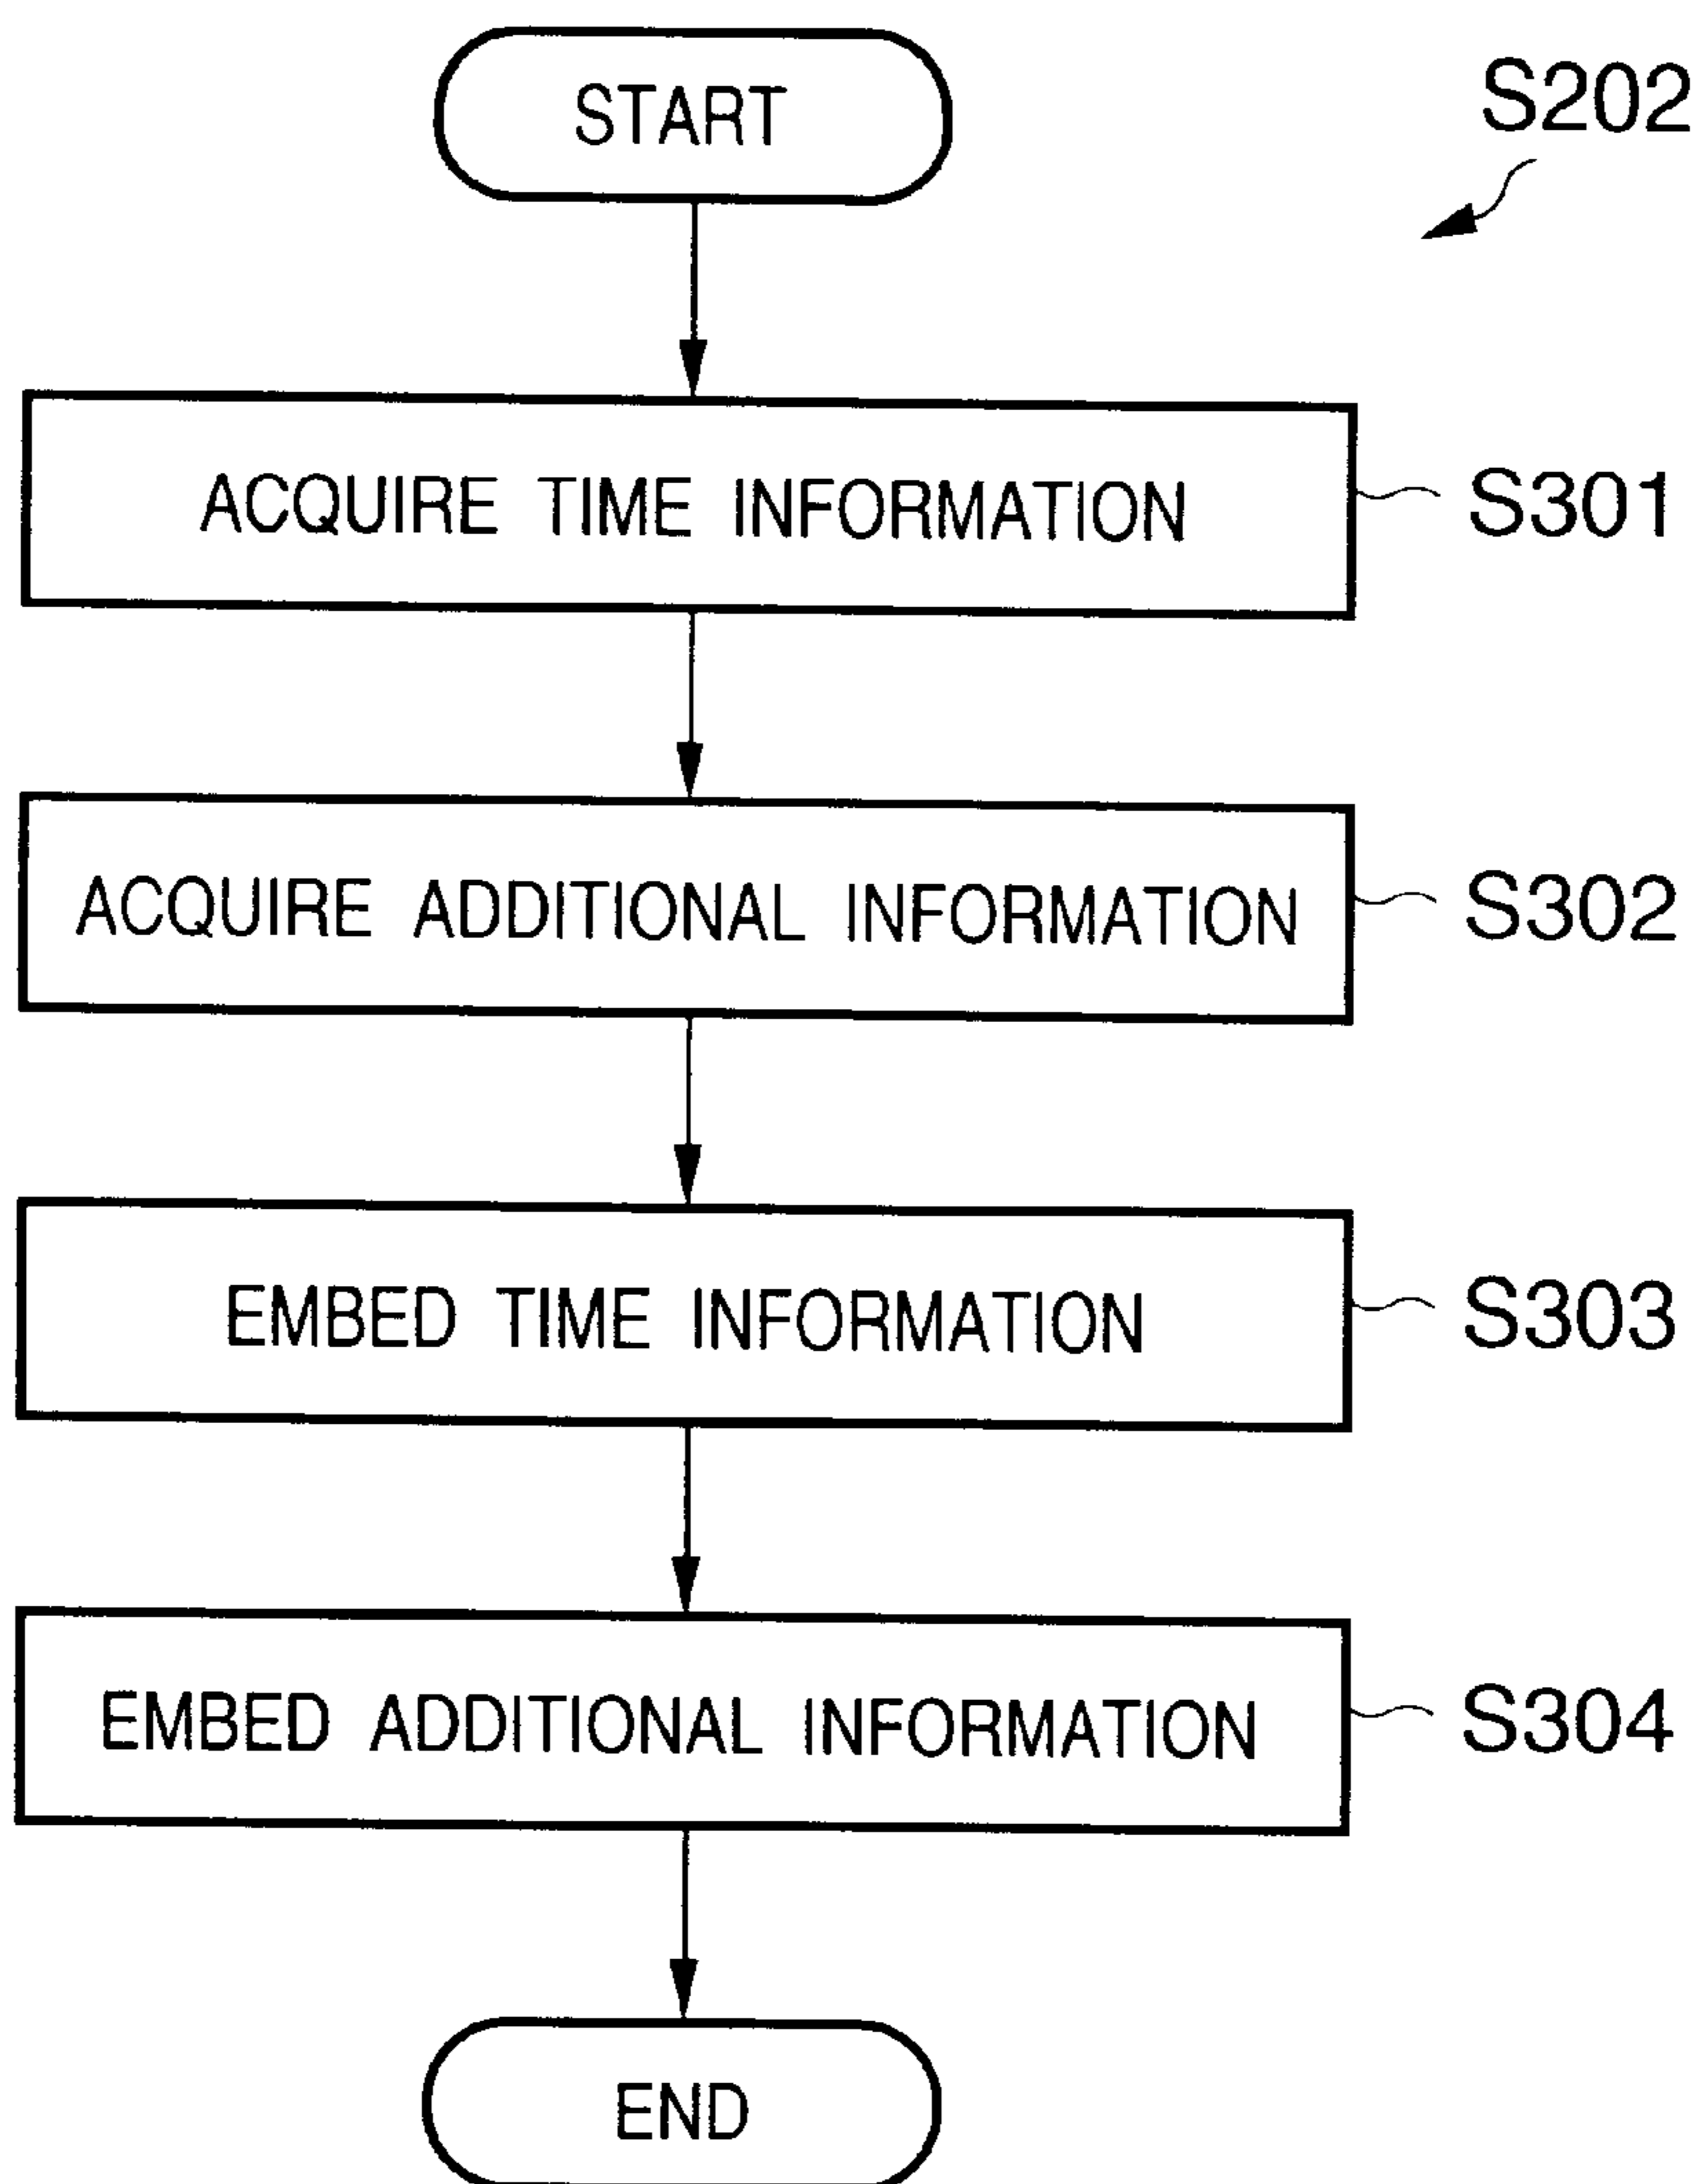 START
S202
ACQUIRE TIME INFORMATION
S301
ACQUIRE ADDITIONAL INFORMATION
S302
EMBED TIME INFORMATION
S303
EMBED ADDITIONAL INFORMATION
S304
END